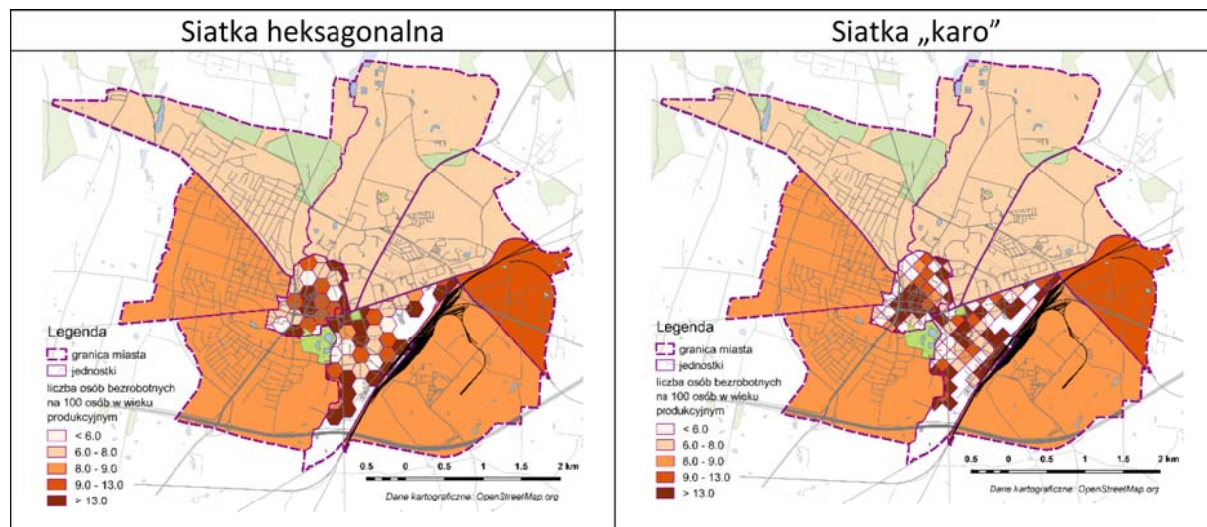 Siatka heksagonalna
Legenda
granica miasta
jednostki
liczba osób bezrobotnych
na 100 osób w wieku
produkcyjnym
< 6.0
6.0 - 8.0
8.0 - 9.0
9.0 - 13.0
> 13.0
0.5 0 0.5 1 1.5 2 km
Dane kartograficzne: OpenStreetMap.org
Siatka „karo”
Legenda
granica miasta
jednostki
liczba osób bezrobotnych
na 100 osób w wieku
produkcyjnym
< 6.0
6.0 - 8.0
8.0 - 9.0
9.0 - 13.0
> 13.0
0.5 0 0.5 1 1.5 2 km
Dane kartograficzne: OpenStreetMap.org